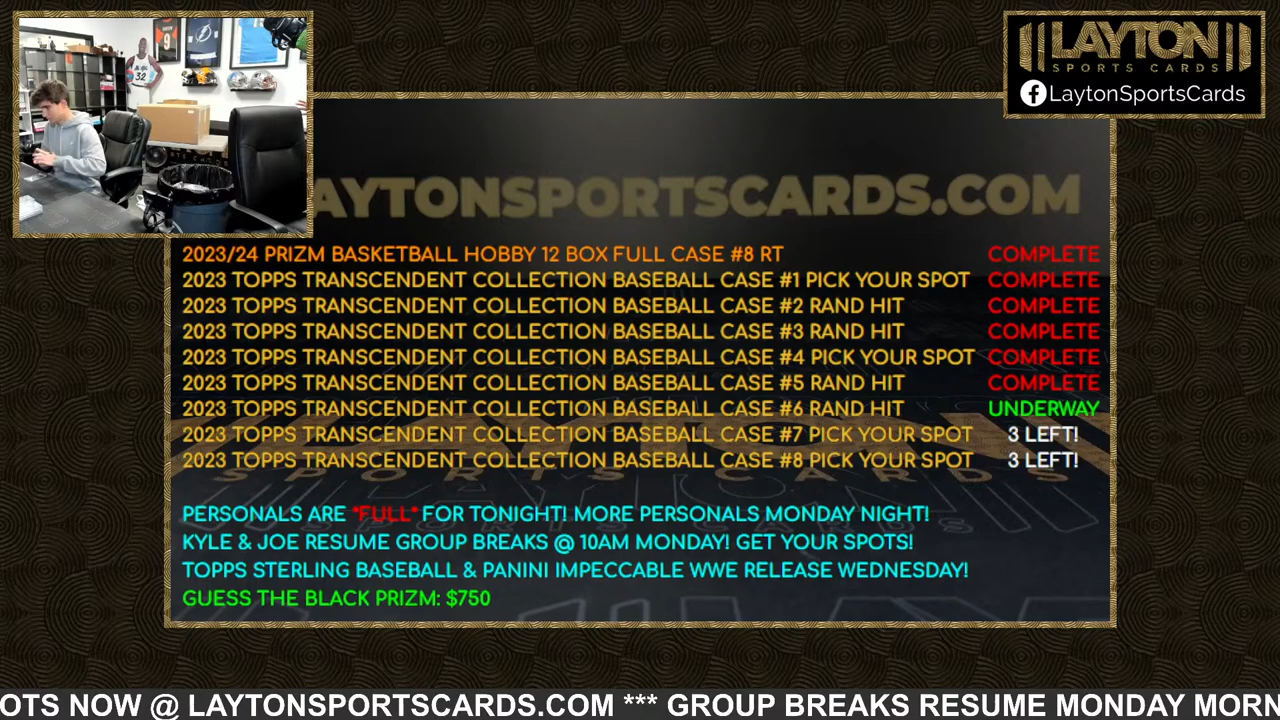 LAYTON
SPORTS CARDS
LaytonSportsCards
LAYTONSPORTSCARDS.COM
2023/24 PRIZM BASKETBALL HOBBY 12 BOX FULL CASE #8 RT COMPLETE
2023 TOPPS TRANSCENDENT COLLECTION BASEBALL CASE #1 PICK YOUR SPOT COMPLETE
2023 TOPPS TRANSCENDENT COLLECTION BASEBALL CASE #2 RAND HIT COMPLETE
2023 TOPPS TRANSCENDENT COLLECTION BASEBALL CASE #3 RAND HIT COMPLETE
2023 TOPPS TRANSCENDENT COLLECTION BASEBALL CASE #4 PICK YOUR SPOT COMPLETE
2023 TOPPS TRANSCENDENT COLLECTION BASEBALL CASE #5 RAND HIT COMPLETE
2023 TOPPS TRANSCENDENT COLLECTION BASEBALL CASE #6 RAND HIT UNDERWAY
2023 TOPPS TRANSCENDENT COLLECTION BASEBALL CASE #7 PICK YOUR SPOT 3 LEFT!
2023 TOPPS TRANSCENDENT COLLECTION BASEBALL CASE #8 PICK YOUR SPOT 3 LEFT!
SPORTS CARDS
PERSONALS ARE *FULL* FOR TONIGHT! MORE PERSONALS MONDAY NIGHT!
KYLE & JOE RESUME GROUP BREAKS @ 10AM MONDAY! GET YOUR SPOTS!
TOPPS STERLING BASEBALL & PANINI IMPECCABLE WWE RELEASE WEDNESDAY!
GUESS THE BLACK PRIZM: $750
OTS NOW @ LAYTONSPORTSCARDS.COM *** GROUP BREAKS RESUME MONDAY MORN
32
9